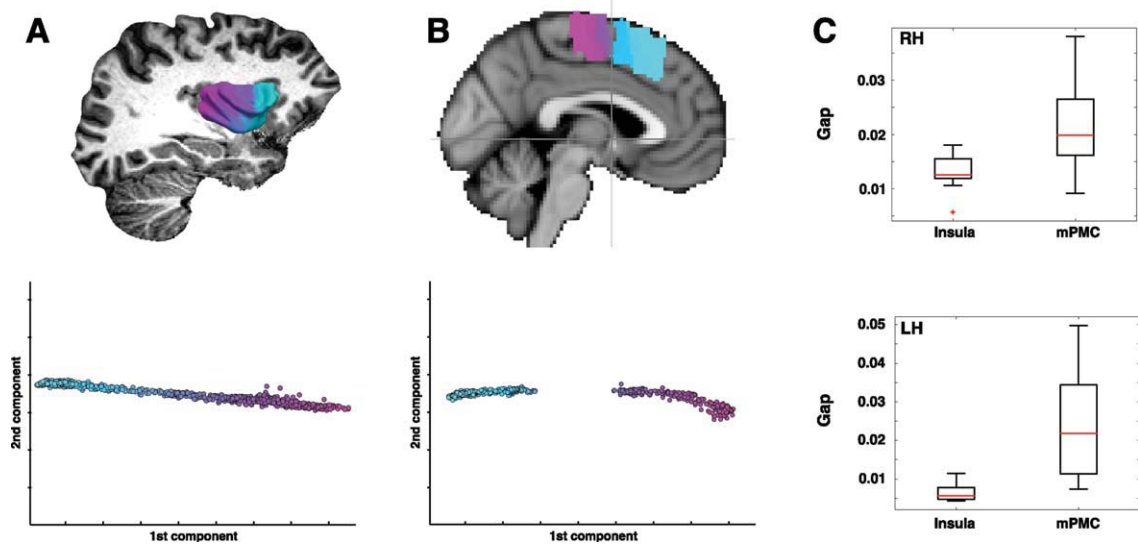 A
B
C
RH
Gap
0.03
0.02
0.01
Insula
mPMC
2nd component
1st component
2nd component
1st component
LH
Gap
0.05
0.04
0.03
0.02
0.01
Insula
mPMC